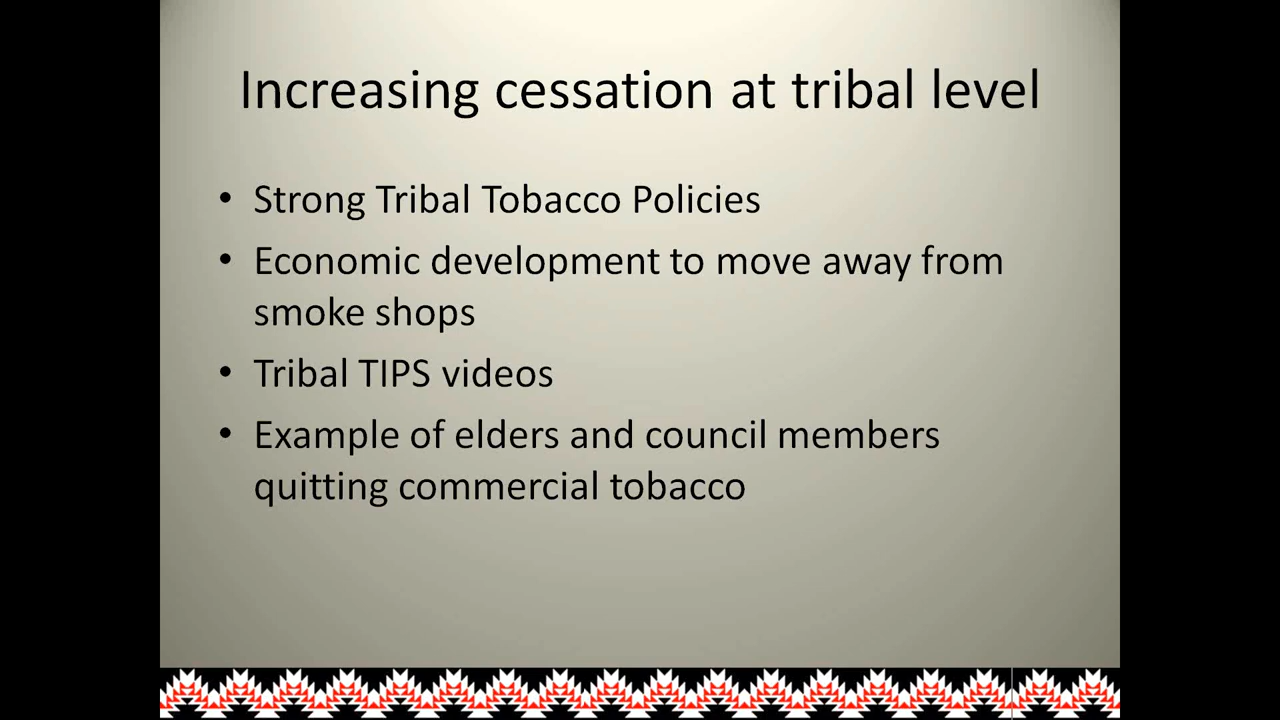 Increasing cessation at tribal level
• Strong Tribal Tobacco Policies
• Economic development to move away from
smoke shops
• Tribal TIPS videos
• Example of elders and council members
quitting commercial tobacco